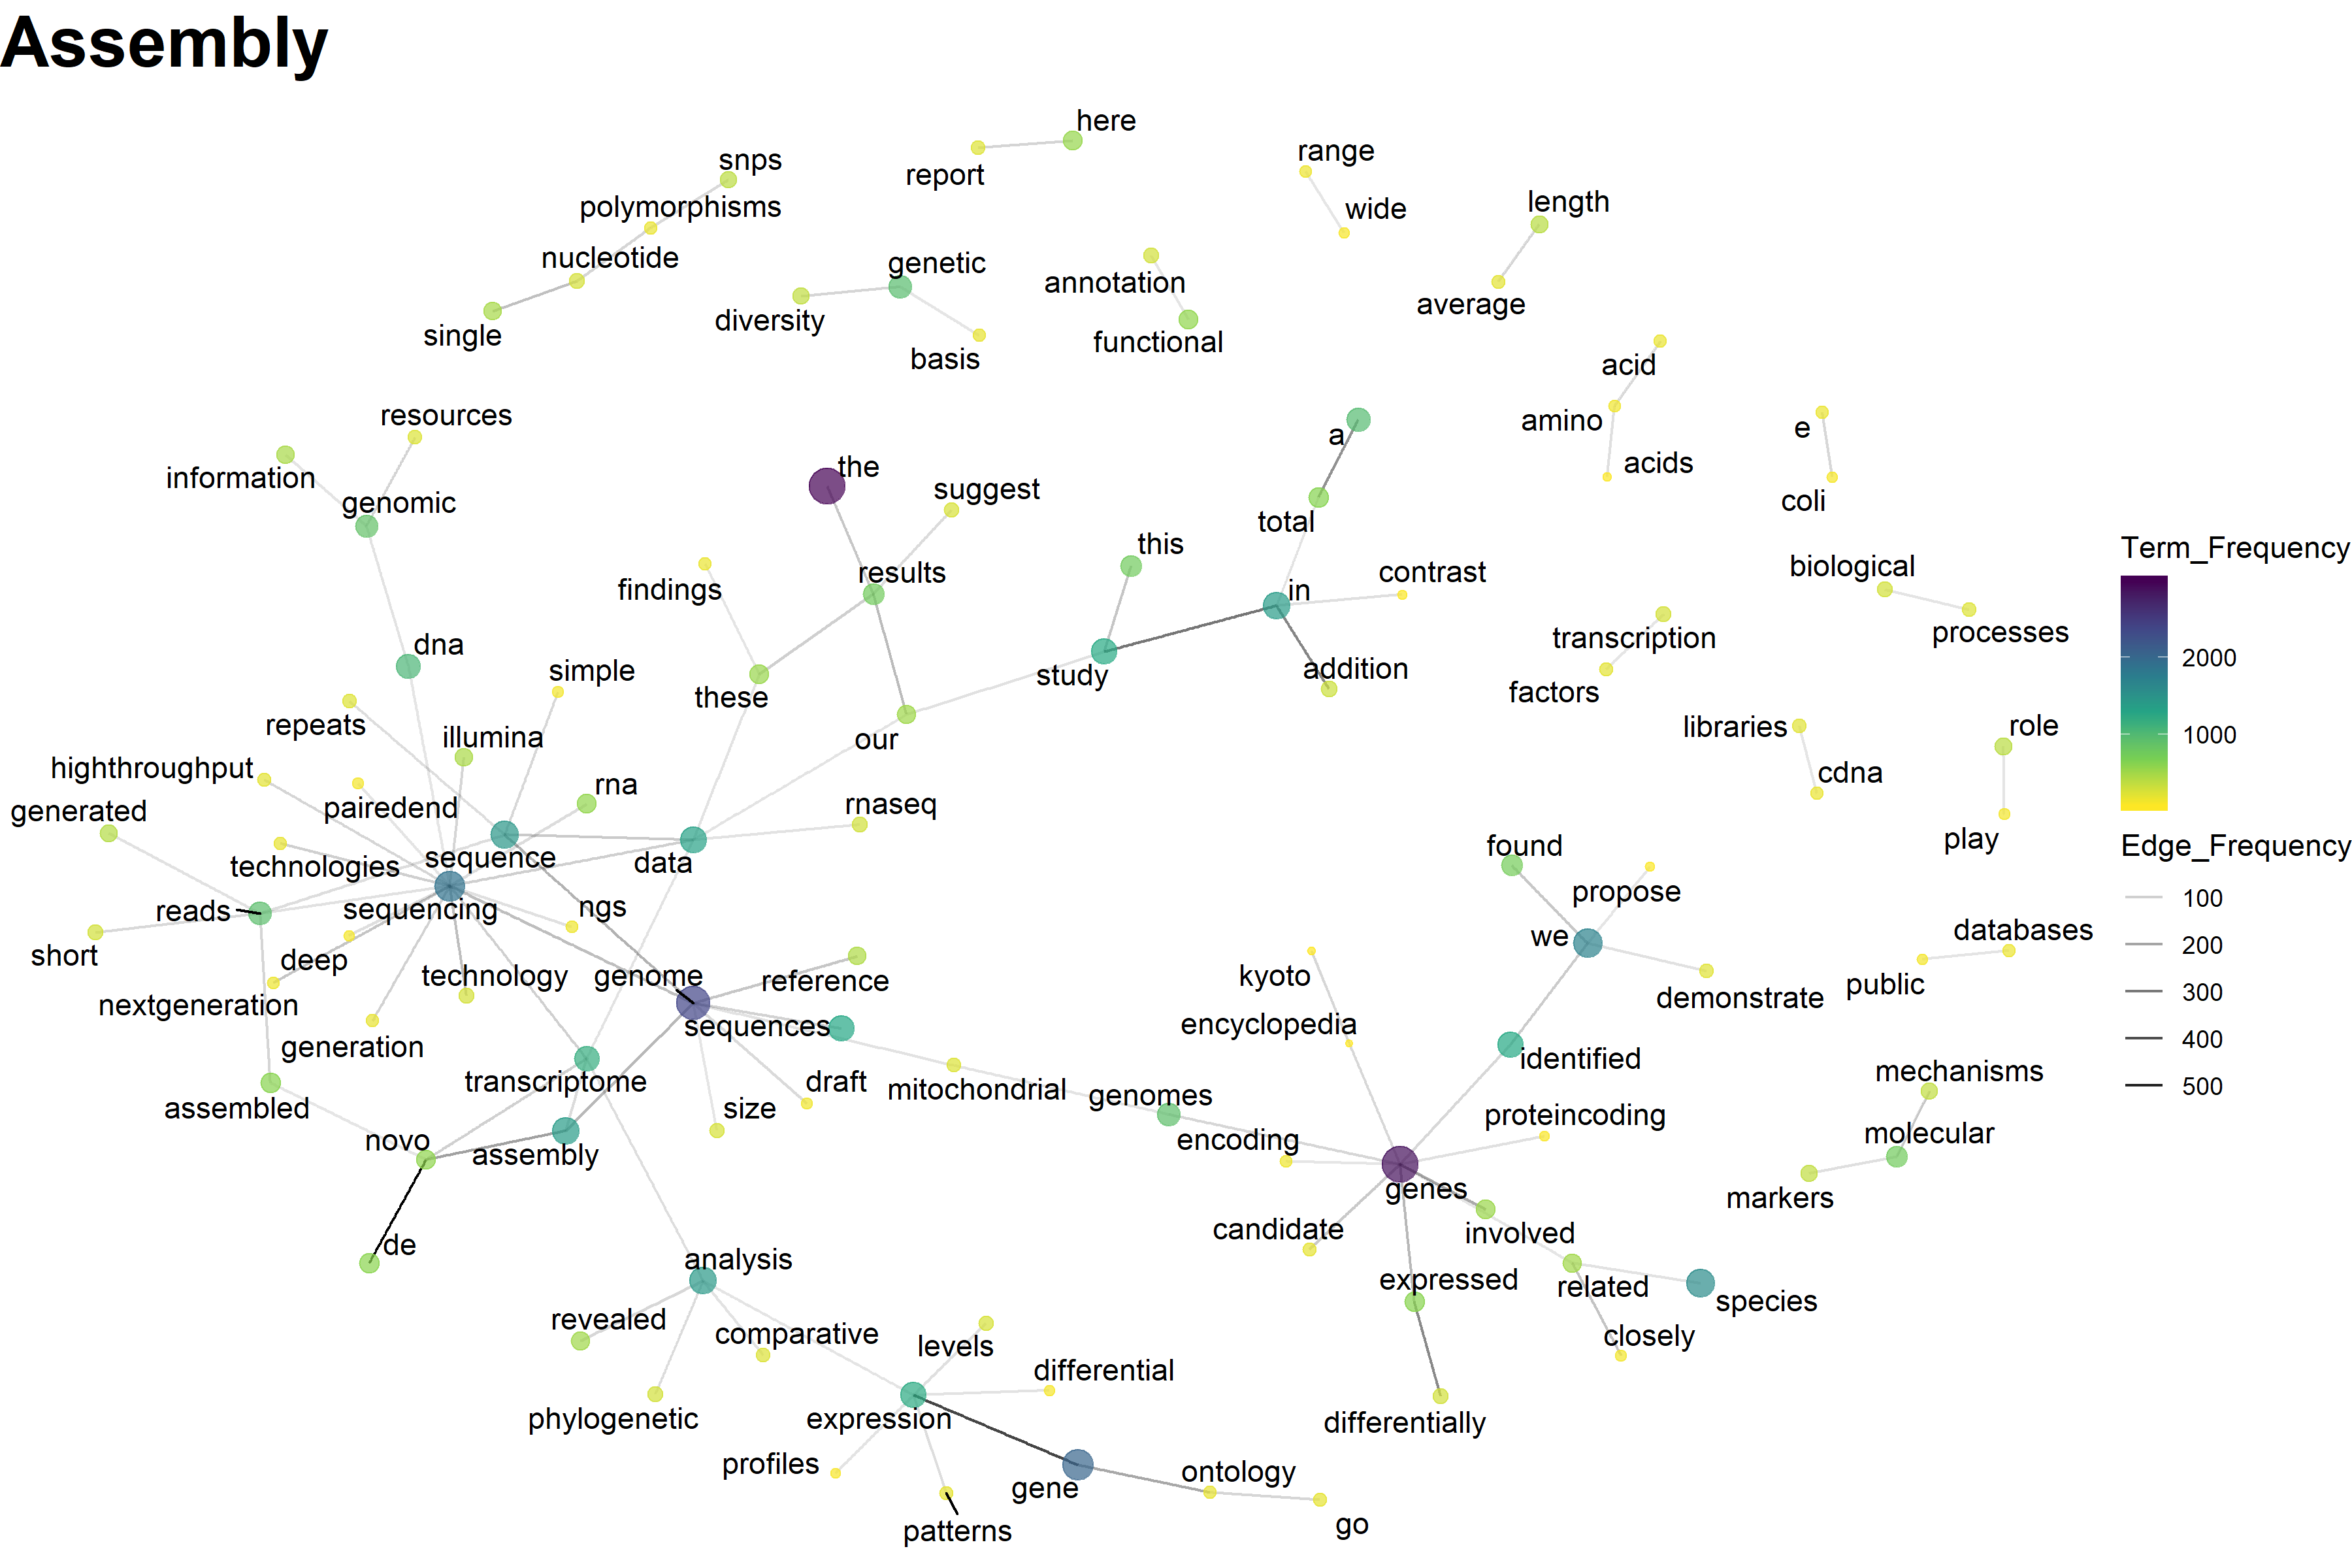 Assembly
here
snps
range
report
length
polymorphisms
wide
nucleotide
genetic
annotation
average
diversity
single
functional
basis
acid
resources
amino
e
a
the
acids
information
suggest
coli
genomic
total
this
biological
contrast
results
in
findings
Term_Frequency
processes
transcription
dna
2000
simple
addition
study
these
factors
repeats
libraries
role
illumina
our
1000
highthroughput
cdna
rna
pairedend
rnaseq
generated
play
found
Edge_Frequency
sequence
technologies
data
propose
100
ngs
reads
sequencing
we
databases
200
short
deep
technology
genome
reference
kyoto
public
demonstrate
300
nextgeneration
sequences
encyclopedia
400
generation
identified
mechanisms
transcriptome
draft
mitochondrial
500
genomes
size
assembled
proteincoding
novo
encoding
molecular
assembly
genes
markers
candidate
involved
de
analysis
expressed
related
species
revealed
comparative
levels
closely
differential
phylogenetic
expression
differentially
profiles
ontology
gene
patterns
go